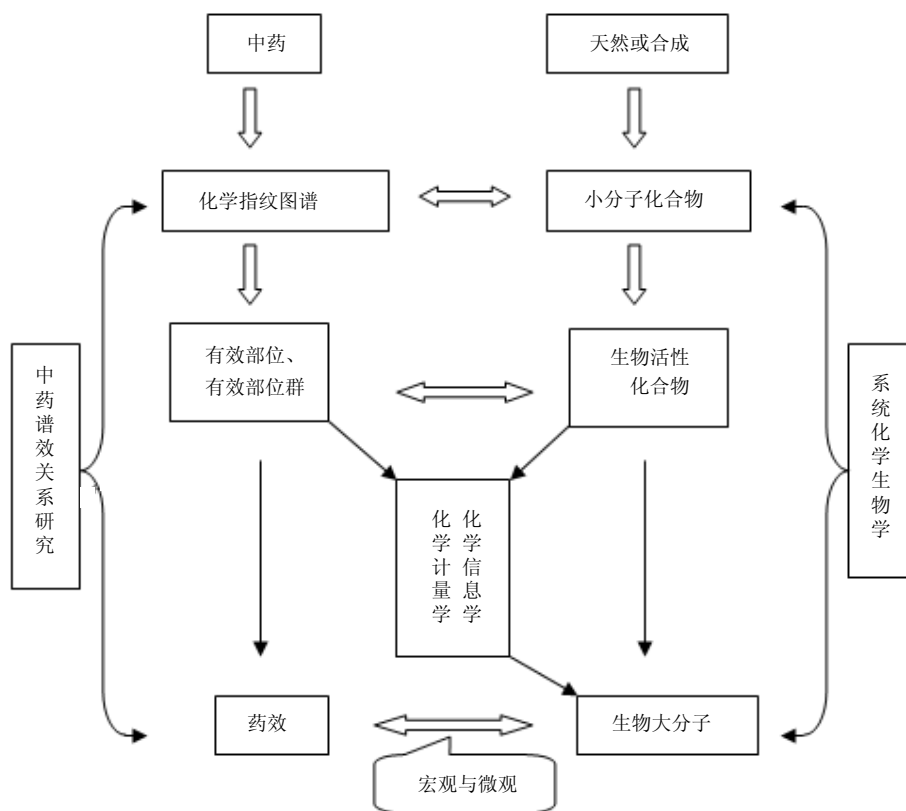 中药
天然或合成
化学指纹图谱
小分子化合物
有效部位、
有效部位群
生物活性
化合物
中药谱效关系研究
系统化学生物学
化学信息学
化学计量学
药效
生物大分子
宏观与微观